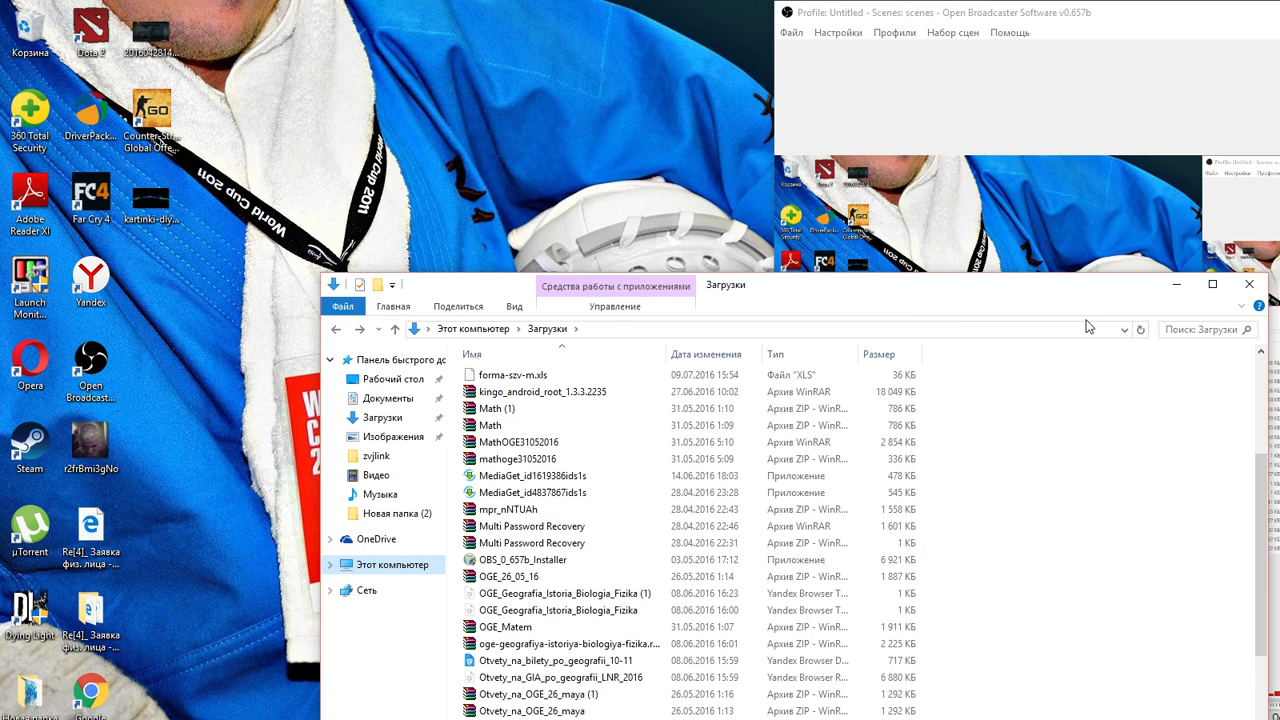 Корзина
Dota 2
2016042814...
360 Total Security
DriverPack...
Counter-Str... Global Offe...
GO
Adobe Reader XI
FC4
Far Cry 4
kartinki-dly...
Launch Monit...
Yandex
Opera
Open Broadcast...
Steam
r2frBmi3gNo
µTorrent
Re[4]_ Заявка физ. лица -...
Dying Light
Re[4]_ Заявка физ. лица -...
Новая папка
Google
World Cup 2011
World Cup 2011
Profile: Untitled - Scenes: scenes - Open Broadcaster Software v0.657b
Файл Настройки Профили Набор сцен Помощь
Средства работы с приложениями Загрузки
Файл Главная Поделиться Вид Управление
Этот компьютер > Загрузки > Поиск: Загрузки
Панель быстрого дс
Рабочий стол
Документы
Загрузки
Изображения
zvjlink
Видео
Музыка
Новая папка (2)
OneDrive
Этот компьютер
Сеть
Имя Дата изменения Тип Размер
forma-szv-m.xls 09.07.2016 15:54 Файл "XLS" 36 КБ
kingo_android_root_1.3.3.2235 27.06.2016 10:02 Архив WinRAR 18 049 КБ
Math (1) 31.05.2016 1:10 Архив ZIP - WinR... 786 КБ
Math 31.05.2016 1:09 Архив ZIP - WinR... 786 КБ
MathOGE31052016 31.05.2016 5:10 Архив WinRAR 2 854 КБ
mathoge31052016 31.05.2016 5:09 Архив ZIP - WinR... 336 КБ
MediaGet_id1619386ids1s 14.06.2016 18:03 Приложение 478 КБ
MediaGet_id4837867ids1s 28.04.2016 23:28 Приложение 545 КБ
mpr_nNTUAh 28.04.2016 22:43 Архив ZIP - WinR... 1 558 КБ
Multi Password Recovery 28.04.2016 22:46 Архив WinRAR 1 601 КБ
Multi Password Recovery 28.04.2016 22:31 Архив ZIP - WinR... 1 КБ
OBS_0_657b_Installer 03.05.2016 17:12 Приложение 6 921 КБ
OGE_26_05_16 26.05.2016 1:14 Архив ZIP - WinR... 1 887 КБ
OGE_Geografia_Istoria_Biologia_Fizika (1) 08.06.2016 16:23 Yandex Browser T... 1 КБ
OGE_Geografia_Istoria_Biologia_Fizika 08.06.2016 16:00 Yandex Browser T... 1 КБ
OGE_Matem 31.05.2016 1:07 Архив ZIP - WinR... 1 911 КБ
oge-geografiya-istoriya-biologiya-fizika.r... 08.06.2016 16:01 Архив ZIP - WinR... 2 225 КБ
Otvety_na_bilety_po_geografii_10-11 08.06.2016 15:59 Yandex Browser D... 717 КБ
Otvety_na_GIA_po_geografii_LNR_2016 08.06.2016 15:59 Yandex Browser R... 6 880 КБ
Otvety_na_OGE_26_maya (1) 26.05.2016 1:16 Архив ZIP - WinR... 1 292 КБ
Otvety_na_OGE_26_maya 26.05.2016 1:13 Архив ZIP - WinR... 1 292 КБ